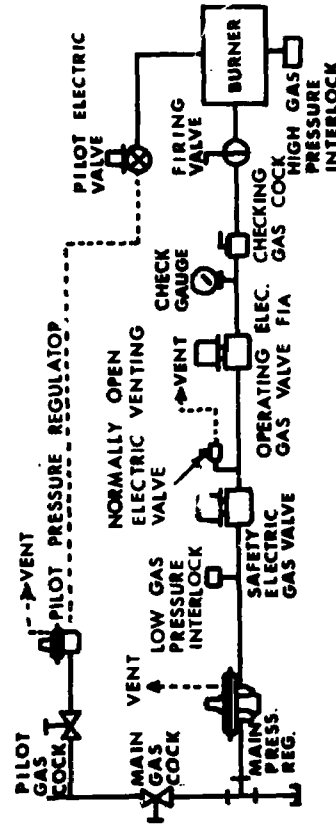 PILOT
GAS
COCK
VENT
PILOT PRESSURE REGULATOP
PILOT ELECTRIC
VALVE
MAIN
GAS
COCK
VENT
LOW GAS
PRESSURE
INTERLOCK
NORMALLY OPEN
ELECTRIC VENTING
VALVE
VENT
CHECK
GAUGE
FIRING
VALVE
BURNER
MAIN
PRESS.
REG.
SAFETY
ELECTRIC
GAS VALVE
OPERATING ELEC.
GAS VALVE FIA
CHECKING
GAS COCK
HIGH GAS
PRESSURE
INTERLOCK